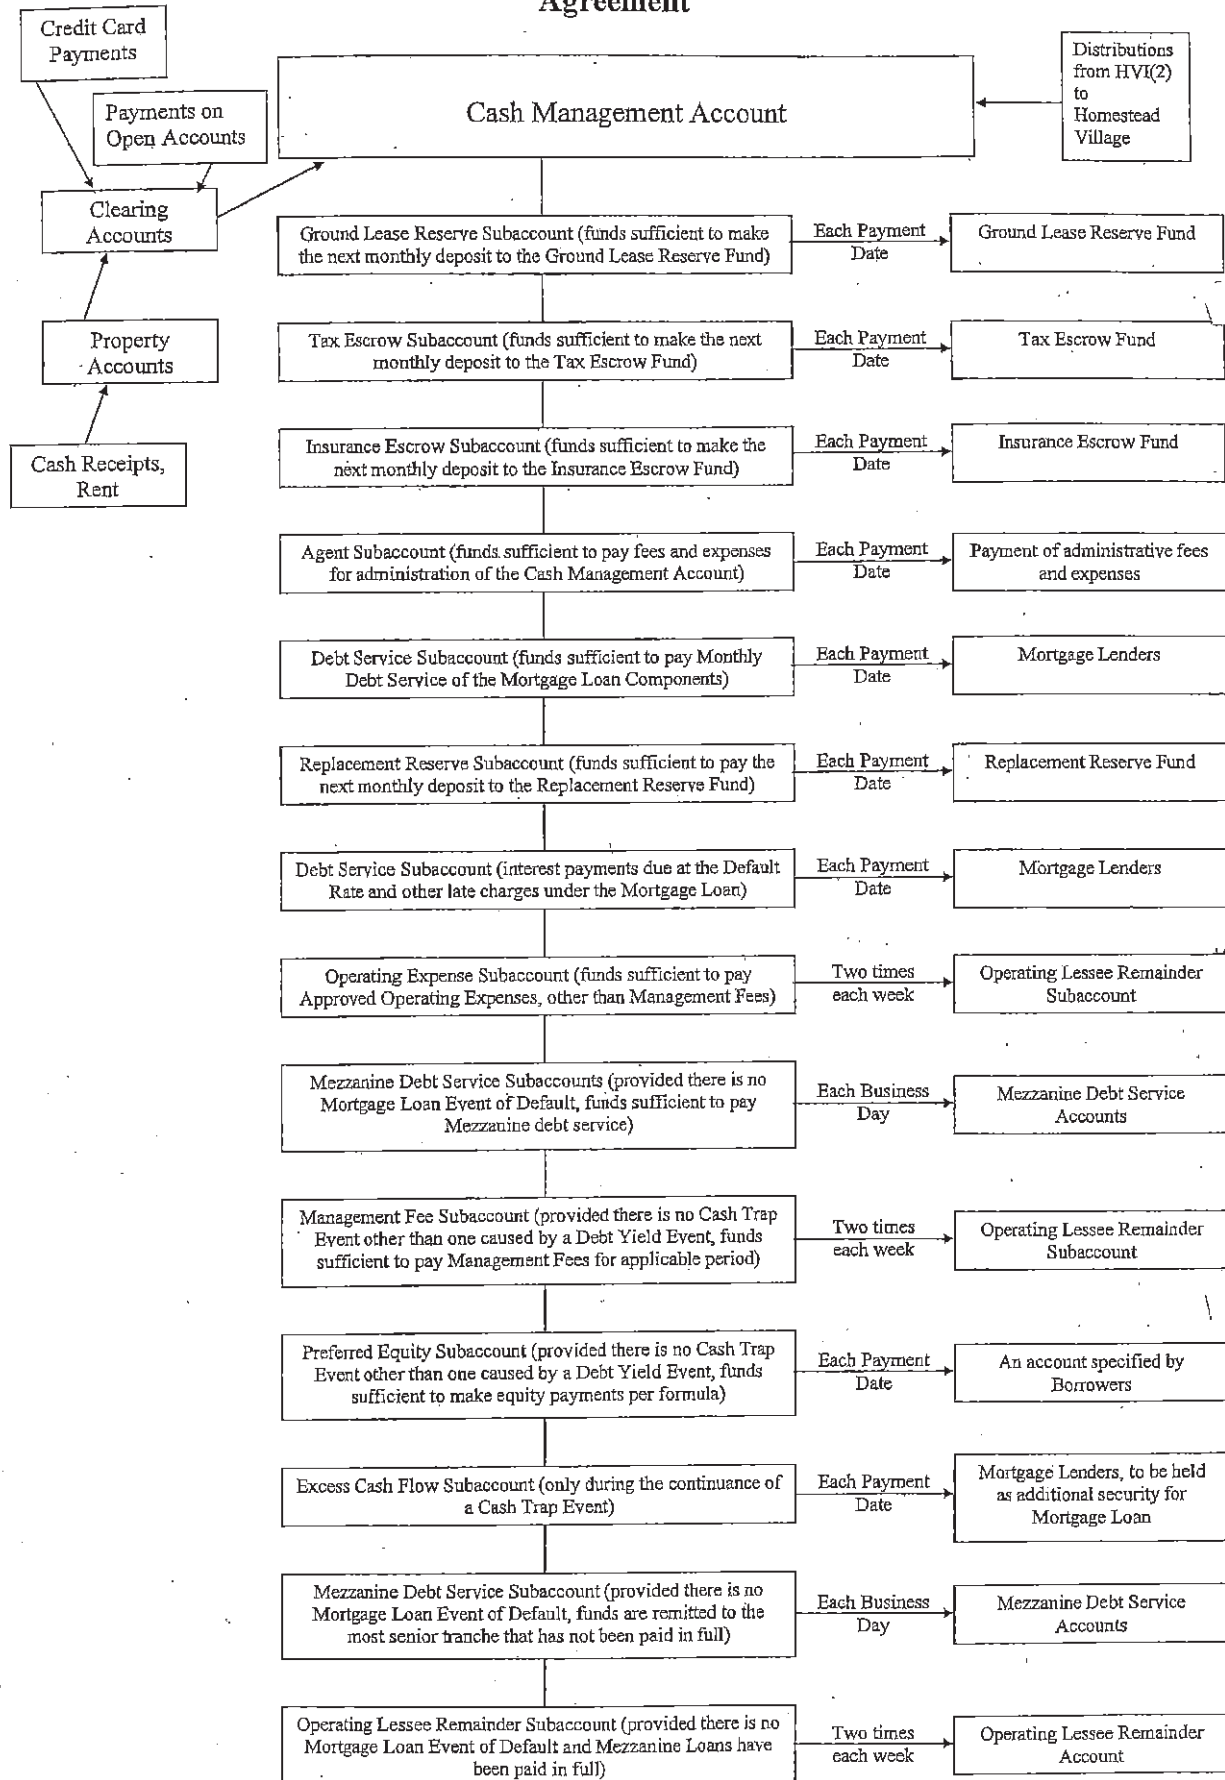 Agreement
Credit Card
Payments
Payments on
Open Accounts
Clearing
Accounts
Property
Accounts
Cash Receipts,
Rent
Cash Management Account
Distributions
from HVI(2)
to
Homestead
Village
Ground Lease Reserve Subaccount (funds sufficient to make
the next monthly deposit to the Ground Lease Reserve Fund)
Each Payment
Date
Ground Lease Reserve Fund
Tax Escrow Subaccount (funds sufficient to make the next
monthly deposit to the Tax Escrow Fund)
Each Payment
Date
Tax Escrow Fund
Insurance Escrow Subaccount (funds sufficient to make the
next monthly deposit to the Insurance Escrow Fund)
Each Payment
Date
Insurance Escrow Fund
Agent Subaccount (funds sufficient to pay fees and expenses
for administration of the Cash Management Account)
Each Payment
Date
Payment of administrative fees
and expenses
Debt Service Subaccount (funds sufficient to pay Monthly
Debt Service of the Mortgage Loan Components)
Each Payment
Date
Mortgage Lenders
Replacement Reserve Subaccount (funds sufficient to pay the
next monthly deposit to the Replacement Reserve Fund)
Each Payment
Date
Replacement Reserve Fund
Debt Service Subaccount (interest payments due at the Default
Rate and other late charges under the Mortgage Loan)
Each Payment
Date
Mortgage Lenders
Operating Expense Subaccount (funds sufficient to pay
Approved Operating Expenses, other than Management Fees)
Two times
each week
Operating Lessee Remainder
Subaccount
Mezzanine Debt Service Subaccounts (provided there is no
Mortgage Loan Event of Default, funds sufficient to pay
Mezzanine debt service)
Each Business
Day
Mezzanine Debt Service
Accounts
Management Fee Subaccount (provided there is no Cash Trap
Event other than one caused by a Debt Yield Event, funds
sufficient to pay Management Fees for applicable period)
Two times
each week
Operating Lessee Remainder
Subaccount
Preferred Equity Subaccount (provided there is no Cash Trap
Event other than one caused by a Debt Yield Event, funds
sufficient to make equity payments per formula)
Each Payment
Date
An account specified by
Borrowers
Excess Cash Flow Subaccount (only during the continuance of
a Cash Trap Event)
Each Payment
Date
Mortgage Lenders, to be held
as additional security for
Mortgage Loan
Mezzanine Debt Service Subaccount (provided there is no
Mortgage Loan Event of Default, funds are remitted to the
most senior tranche that has not been paid in full)
Each Business
Day
Mezzanine Debt Service
Accounts
Operating Lessee Remainder Subaccount (provided there is no
Mortgage Loan Event of Default and Mezzanine Loans have
been paid in full)
Two times
each week
Operating Lessee Remainder
Account